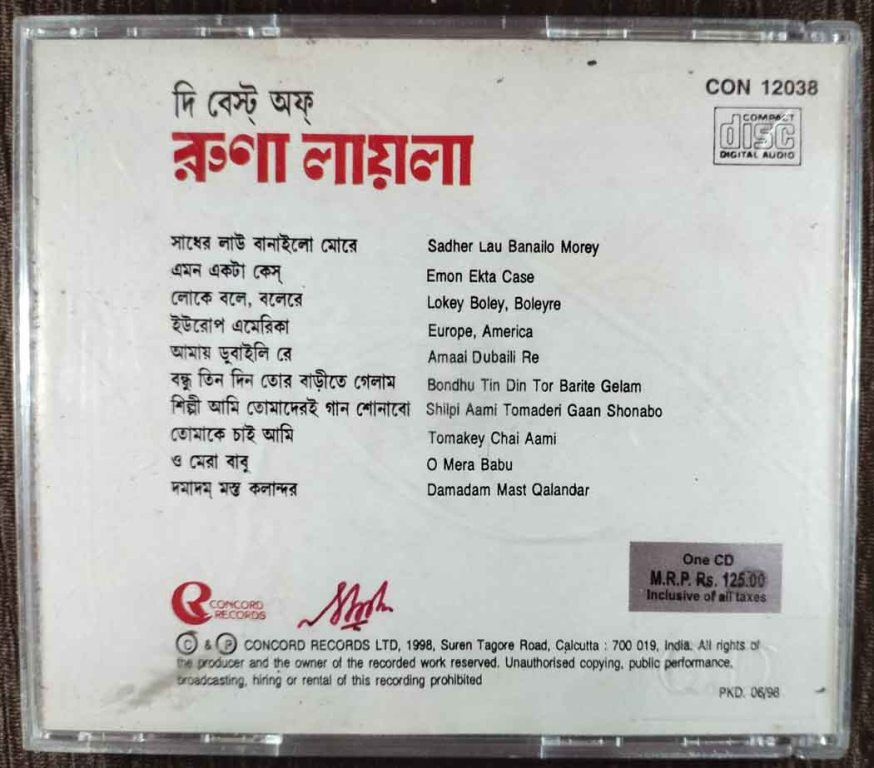 দি বেস্ট্ অফ্
রুণা লায়লা
CON 12038
COMPACT
disc
DIGITAL AUDIO
সাধের লাউ বানাইলো মোরে Sadher Lau Banailo Morey
এমন একটা কেস্ Emon Ekta Case
লোকে বলে, বলেরে Lokey Boley, Boleyre
ইউরোপ এমেরিকা Europe, America
আমায় ডুবাইলি রে Amaai Dubaili Re
বন্ধু তিন দিন তোর বাড়ীতে গেলাম Bondhu Tin Din Tor Barite Gelam
শিল্পী আমি তোমাদেরই গান শোনাবো Shilpi Aami Tomaderi Gaan Shonabo
তোমাকে চাই আমি Tomakey Chai Aami
ও মেরা বাবু O Mera Babu
দমাদম্ মস্ত কলান্দর Damadam Mast Qalandar
One CD
M.R.P. Rs. 125.00
Inclusive of all taxes
CONCORD
RECORDS
© & ℗ CONCORD RECORDS LTD, 1998, Suren Tagore Road, Calcutta : 700 019, India. All rights of
the producer and the owner of the recorded work reserved. Unauthorised copying, public performance,
broadcasting, hiring or rental of this recording prohibited
PKD. 06/98